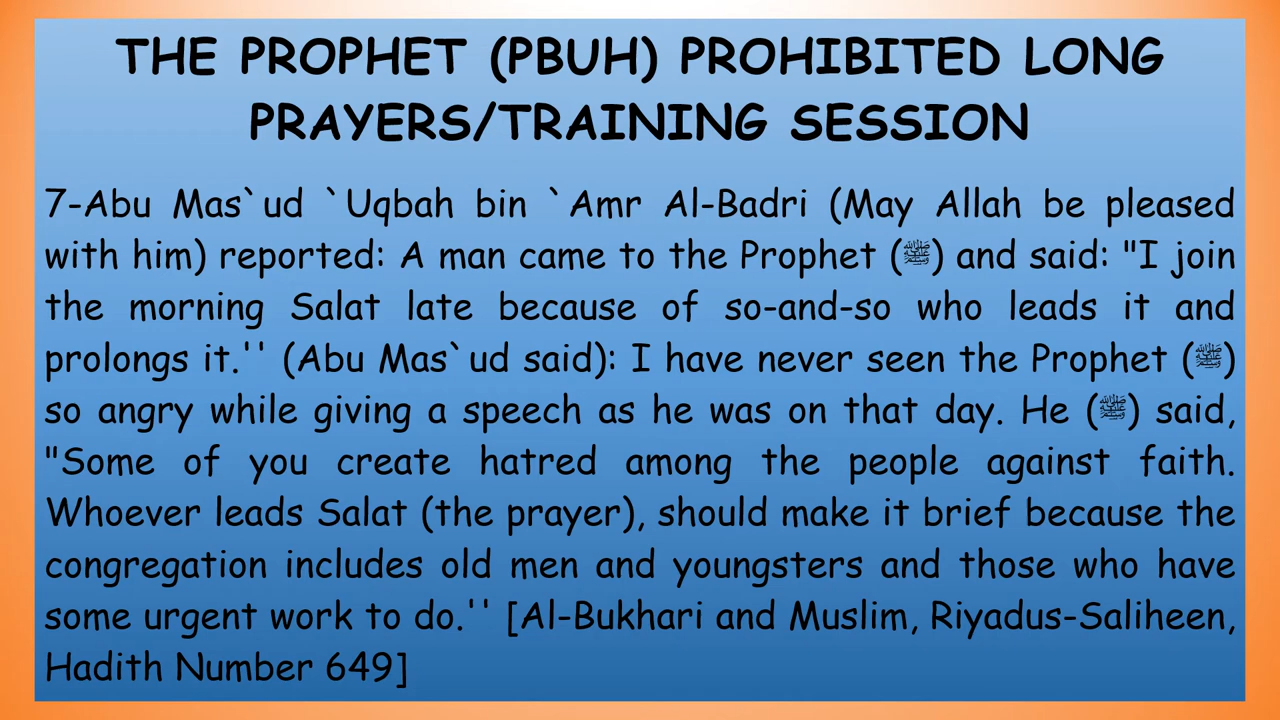 THE PROPHET (PBUH) PROHIBITED LONG
PRAYERS/TRAINING SESSION
7-Abu Mas`ud `Uqbah bin `Amr Al-Badri (May Allah be pleased
with him) reported: A man came to the Prophet (ﷺ) and said: "I join
the morning Salat late because of so-and-so who leads it and
prolongs it.'' (Abu Mas`ud said): I have never seen the Prophet (ﷺ)
so angry while giving a speech as he was on that day. He (ﷺ) said,
"Some of you create hatred among the people against faith.
Whoever leads Salat (the prayer), should make it brief because the
congregation includes old men and youngsters and those who have
some urgent work to do.'' [Al-Bukhari and Muslim, Riyadus-Saliheen,
Hadith Number 649]